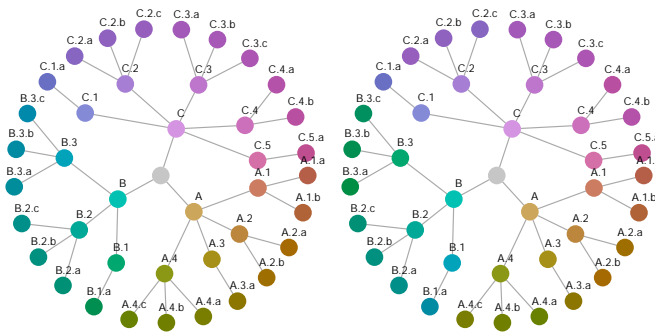 C.2.c
C.3.a
C.2.b
C.3.b
C.2.a
C.3.c
C.1.a
C.2
C.3
C.4.a
C.1
C
C.4
C.4.b
B.3.c
B.3.b
B.3
C.5
C.5.a
B.3.a
A.1
A.1.a
B
A
A.1.b
B.2.c
B.2
A.2
A.2.a
B.2.b
B.1
A.3
B.2.a
A.4
A.2.b
B.1.a
A.3.a
A.4.c
A.4.b
A.4.a
C.2.c
C.3.a
C.2.b
C.3.b
C.2.a
C.3.c
C.1.a
C.2
C.3
C.4.a
C.1
C
C.4
C.4.b
B.3.c
B.3.b
B.3
C.5
C.5.a
B.3.a
A.1
A.1.
B
A
A.1.b
B.2.c
B.2
A.2
A.2.a
B.2.b
B.1
A.3
B.2.a
A.4
A.2.b
B.1.a
A.3.a
A.4.c
A.4.b
A.4.a